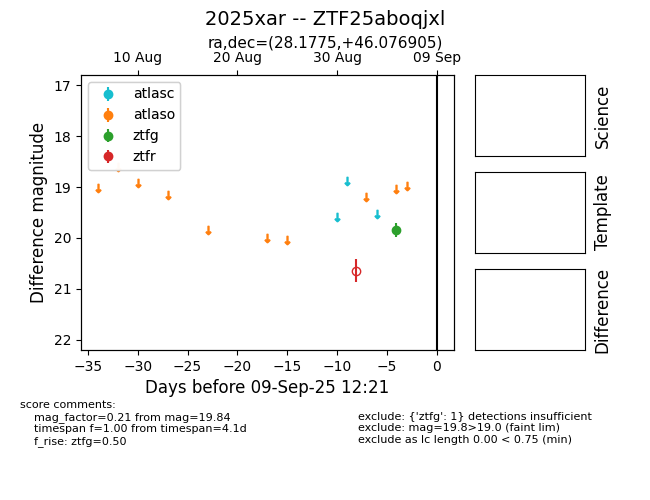 2025xar -- ZTF25aboqjxl
ra,dec=(28.1775,+46.076905)
10 Aug
20 Aug
30 Aug
09 Sep
17
18
19
20
21
22
Difference magnitude
atlasc
atlaso
ztfg
ztfr
−35
−30
−25
−20
−15
−10
−5
0
Days before 09-Sep-25 12:21
Science
Template
Difference
score comments:
mag_factor=0.21 from mag=19.84
timespan f=1.00 from timespan=4.1d
f_rise: ztfg=0.50
exclude: {'ztfg': 1} detections insufficient
exclude: mag=19.8>19.0 (faint lim)
exclude as lc length 0.00 < 0.75 (min)